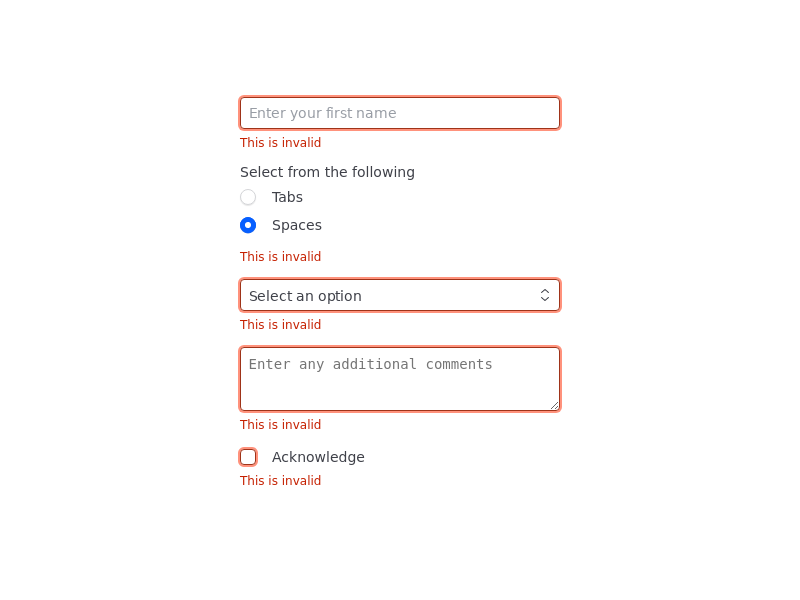 Enter your first name
This is invalid
Select from the following
Tabs
Spaces
This is invalid
Select an option
This is invalid
Enter any additional comments
This is invalid
Acknowledge
This is invalid